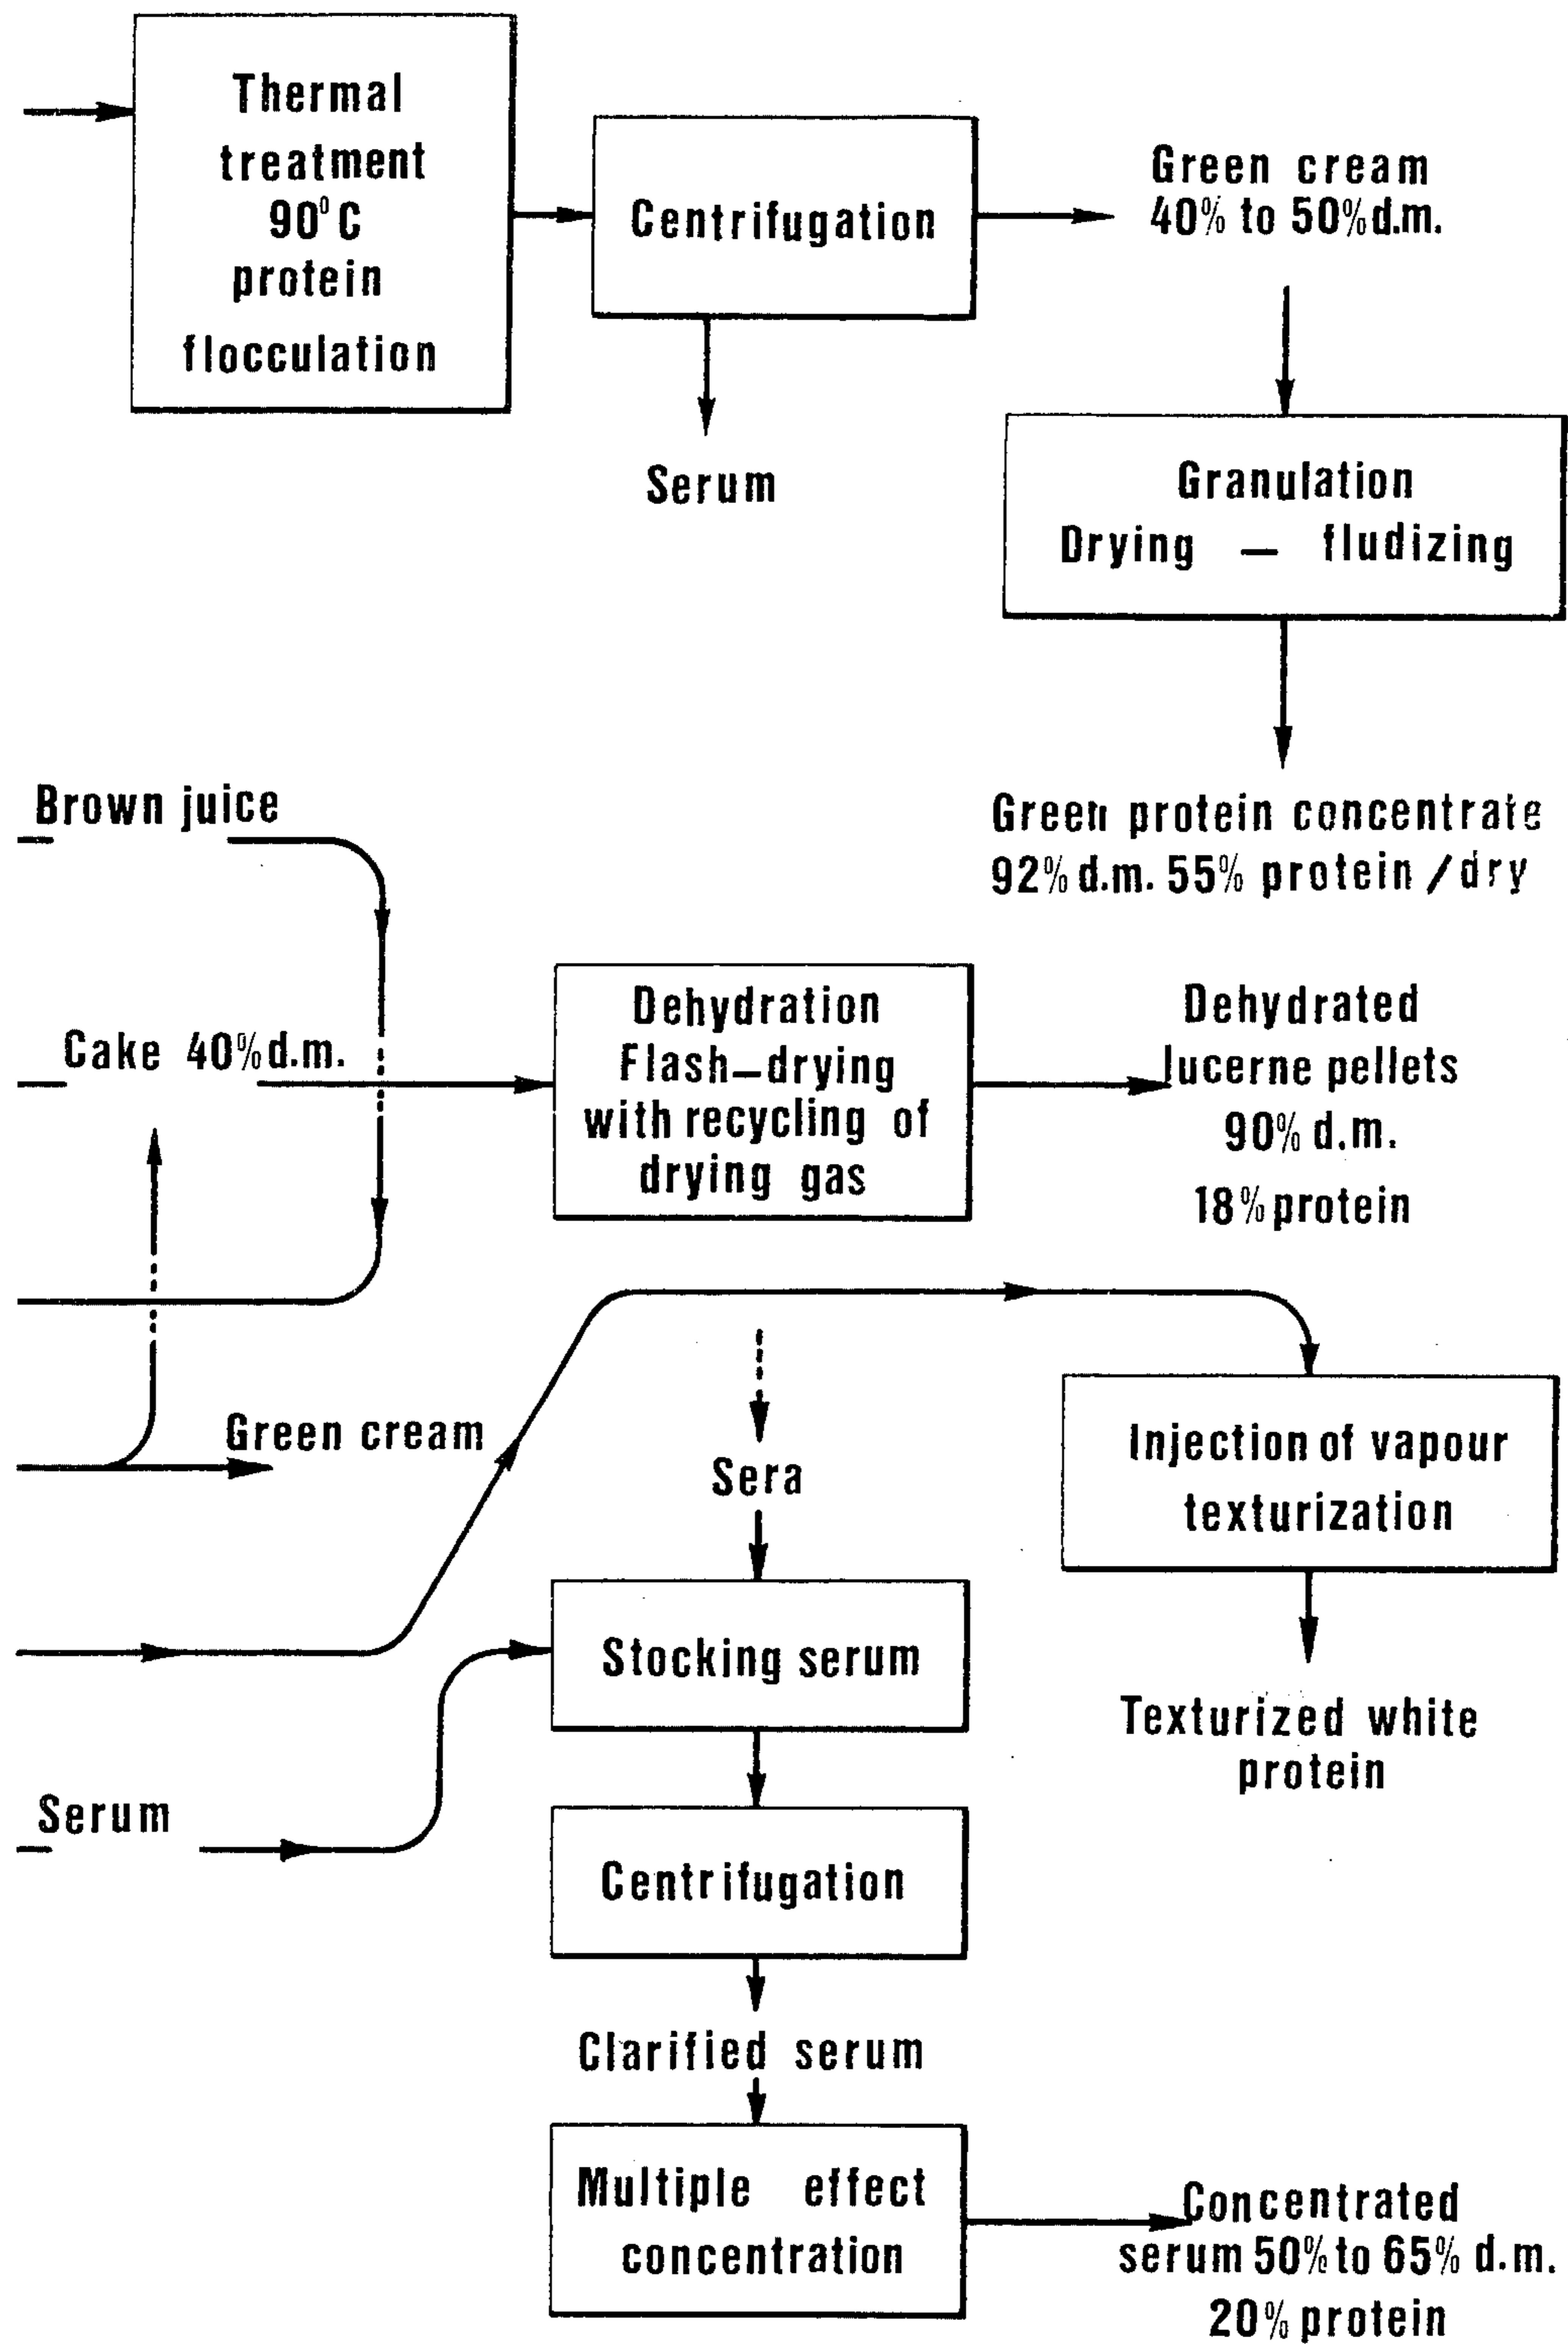 Thermal
treatment
90°C
protein
flocculation
Centrifugation
Green cream
40% to 50% d.m.
Serum
Granulation
Drying — fludizing
Green protein concentrate
92% d.m. 55% protein / dry
Brown juice
Cake 40% d.m.
Dehydration
Flash–drying
with recycling of
drying gas
Dehydrated
lucerne pellets
90% d.m.
18% protein
Green cream
Sera
Injection of vapour
texturization
Stocking serum
Texturized white
protein
Serum
Centrifugation
Clarified serum
Multiple effect
concentration
Concentrated
serum 50% to 65% d.m.
20% protein